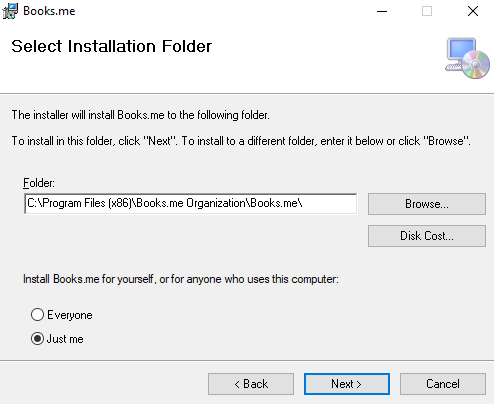 Books.me
Select Installation Folder
The installer will install Books.me to the following folder.
To install in this folder, click "Next". To install to a different folder, enter it below or click "Browse".
Folder:
C:\Program Files (x86)\Books.me Organization\Books.me\
Browse...
Disk Cost...
Install Books.me for yourself, or for anyone who uses this computer:
Everyone
Just me
< Back
Next >
Cancel